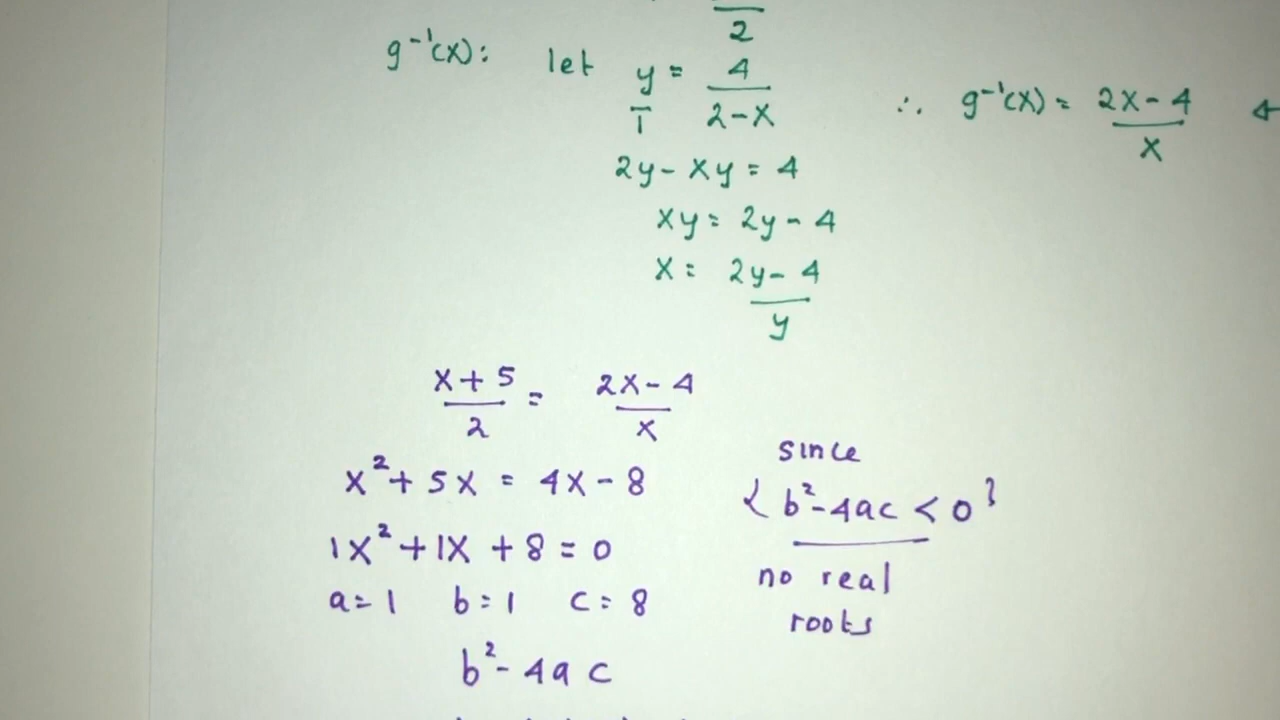 2
g⁻¹(x): let y = 4/(2-x)
∴ g⁻¹(x) = (2x-4)/x
2y - xy = 4
xy = 2y - 4
x = (2y-4)/y
(x+5)/2 = (2x-4)/x
x² + 5x = 4x - 8
1x² + 1x + 8 = 0
a=1 b=1 c=8
b²-4ac
since
{b²-4ac < 0}
no real
roots